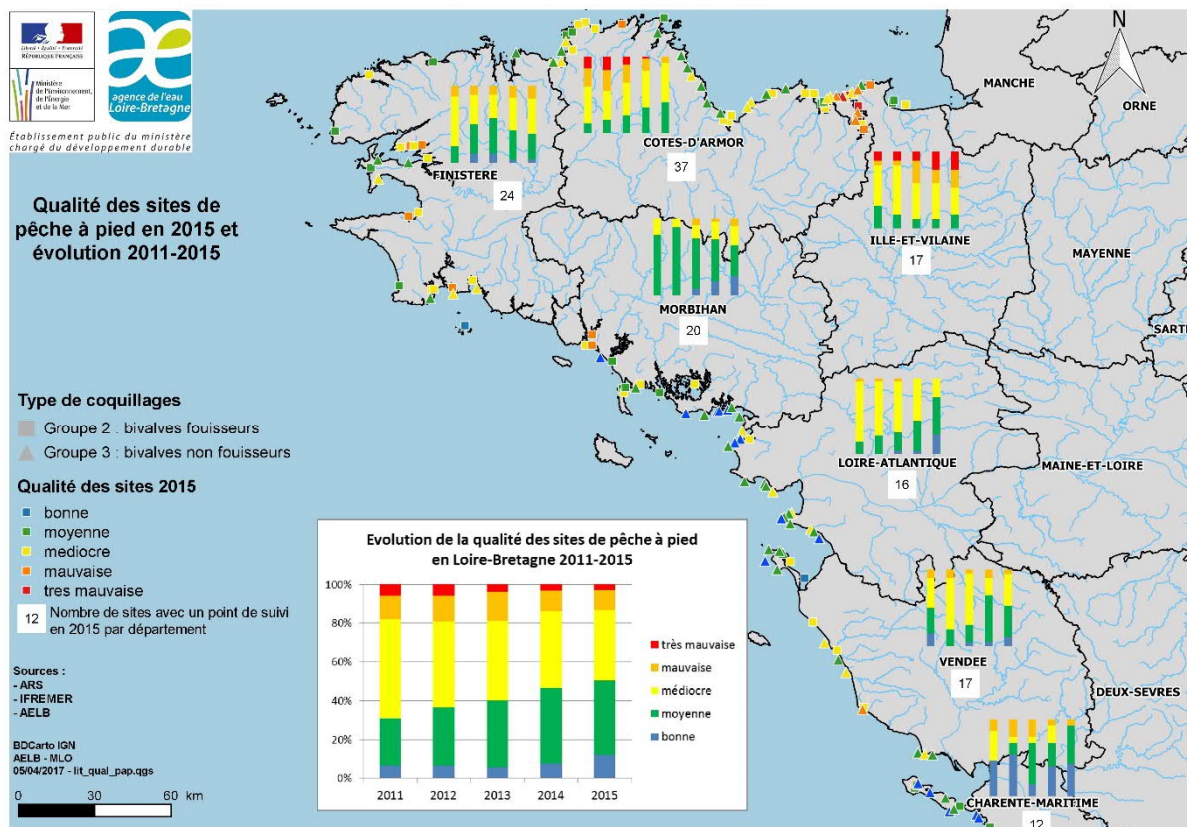 Liberté • Égalité • Fraternité
RÉPUBLIQUE FRANÇAISE
Ministère
de l'Environnement,
de l'Énergie
et de la Mer
agence de l'eau
Loire-Bretagne
Établissement public du ministère
chargé du développement durable
Qualité des sites de
pêche à pied en 2015 et
évolution 2011-2015
Type de coquillages
Groupe 2 : bivalves fouisseurs
Groupe 3 : bivalves non fouisseurs
Qualité des sites 2015
bonne
moyenne
mediocre
mauvaise
tres mauvaise
12 Nombre de sites avec un point de suivi
en 2015 par département
Sources :
- ARS
- IFREMER
- AELB
BDCarto IGN
AELB - MLO
05/04/2017 - lit_qual_pap.qgs
0 30 60 km
N
MANCHE
ORNE
COTES-D'ARMOR
37
FINISTERE
24
ILLE-ET-VILAINE
17
MAYENNE
SART
MORBIHAN
20
LOIRE-ATLANTIQUE
16
MAINE-ET-LOIRE
VENDEE
17
DEUX-SEVRES
CHARENTE-MARITIME
12
Evolution de la qualité des sites de pêche à pied
en Loire-Bretagne 2011-2015
100%
80%
60%
40%
20%
0%
2011 2012 2013 2014 2015
très mauvaise
mauvaise
médiocre
moyenne
bonne